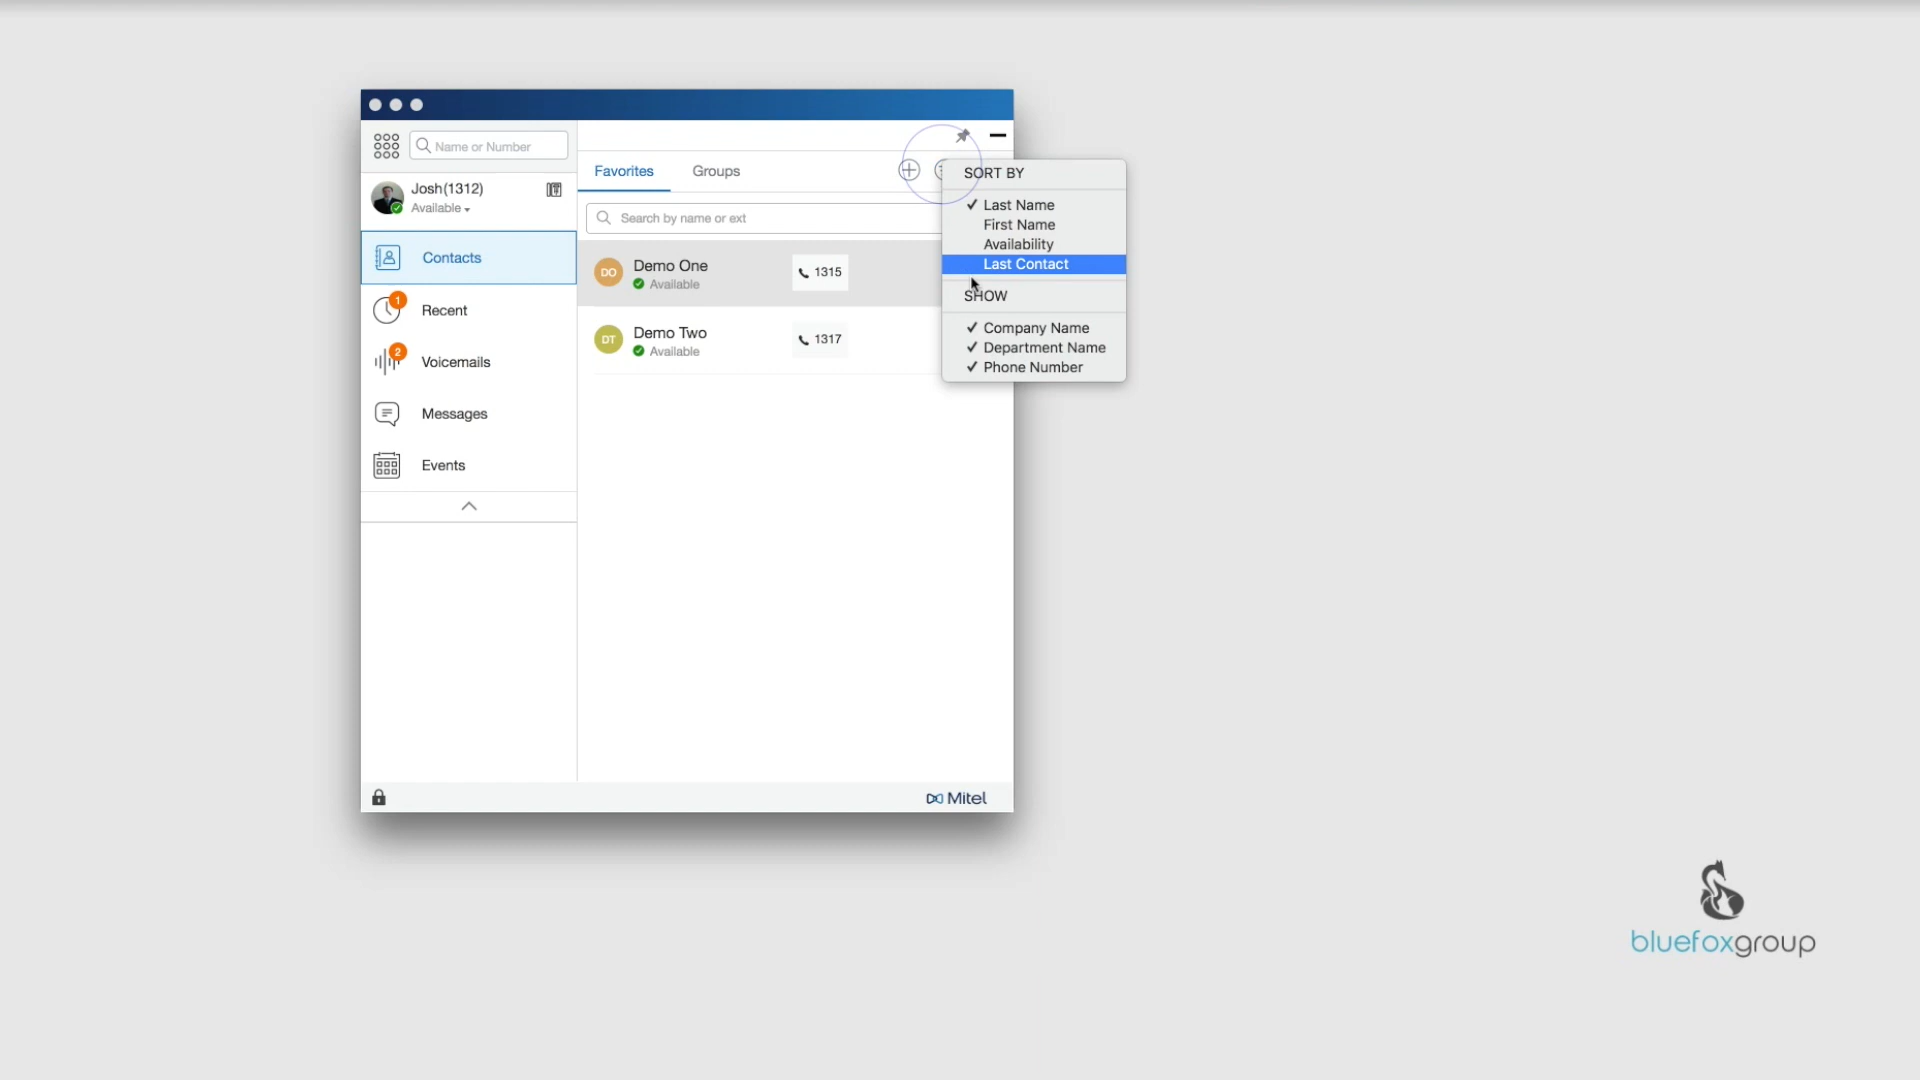 Name or Number
Josh(1312)
Available
Contacts
1
Recent
2
Voicemails
Messages
Events
Favorites
Groups
Search by name or ext
DO
Demo One
Available
1315
DT
Demo Two
Available
1317
SORT BY
✓ Last Name
First Name
Availability
Last Contact
SHOW
✓ Company Name
✓ Department Name
✓ Phone Number
Mitel
bluefoxgroup